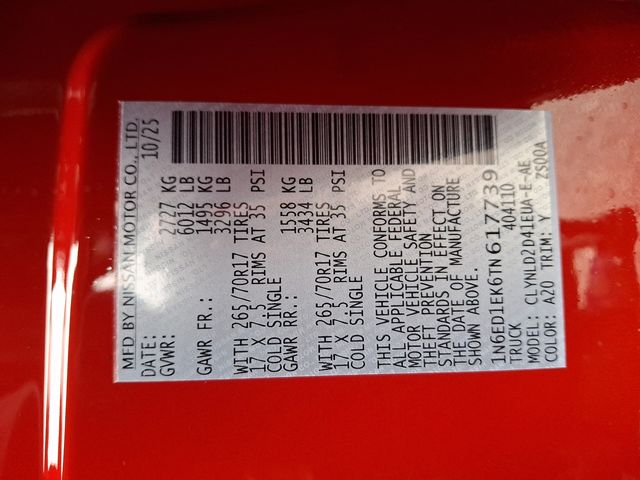 MFD BY NISSAN MOTOR CO., LTD.
DATE: 10/25
GVWR: 2727 KG
6012 LB
GAWR FR.: 1495 KG
3296 LB
WITH 265/70R17 TIRES
17 X 7.5 RIMS AT 35 PSI
COLD SINGLE
GAWR RR.: 1558 KG
3434 LB
WITH 265/70R17 TIRES
17 X 7.5 RIMS AT 35 PSI
COLD SINGLE
THIS VEHICLE CONFORMS TO
ALL APPLICABLE FEDERAL
MOTOR VEHICLE SAFETY AND
THEFT PREVENTION
STANDARDS IN EFFECT ON
THE DATE OF MANUFACTURE
SHOWN ABOVE.
1N6ED1EK6TN617739
TRUCK 404110
MODEL: CLYNLD2D41EUA-E-AE
COLOR: A20 TRIM: Y ZS00A